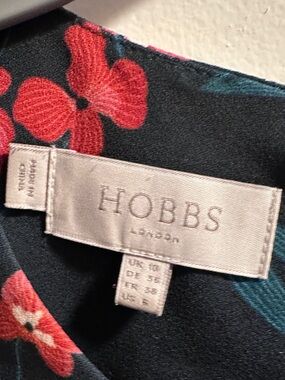 MADE IN
CHINA
HOBBS
LONDON
UK 10
DE 36
FR 38
US 6